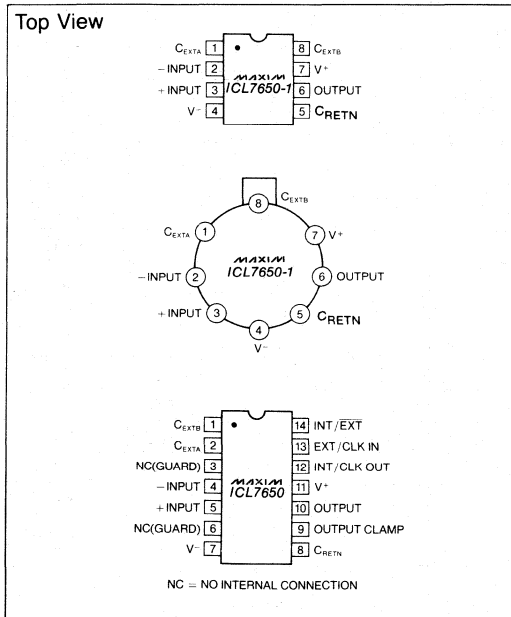 Top View
C_EXTA 1 8 C_EXTB
−INPUT 2 7 V+
+INPUT 3 6 OUTPUT
V− 4 5 C_RETN
MAXIM
ICL7650-1
8 C_EXTB
C_EXTA 1 7 V+
−INPUT 2 6 OUTPUT
+INPUT 3 5 C_RETN
4
V−
MAXIM
ICL7650-1
C_EXTB 1 14 INT/E̅X̅T̅
C_EXTA 2 13 EXT/CLK IN
NC(GUARD) 3 12 INT/CLK OUT
−INPUT 4 11 V+
+INPUT 5 10 OUTPUT
NC(GUARD) 6 9 OUTPUT CLAMP
V− 7 8 C_RETN
MAXIM
ICL7650
NC = NO INTERNAL CONNECTION